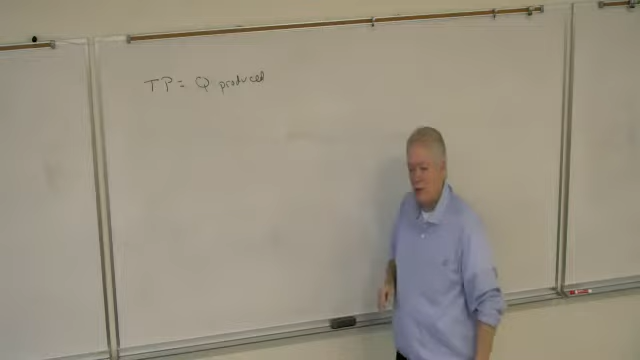 TP = Q produced